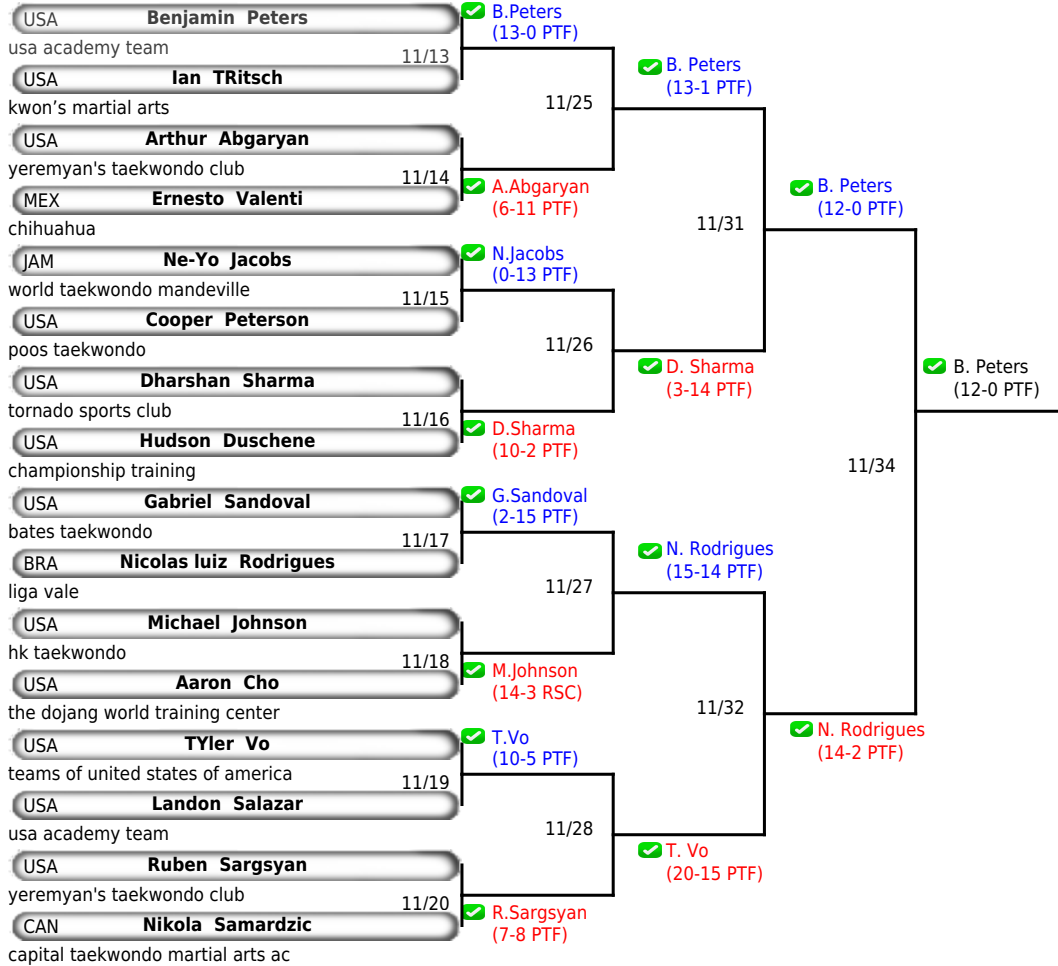 USA Benjamin Peters
usa academy team
11/13
USA Ian TRitsch
kwon's martial arts
USA Arthur Abgaryan
yeremyan's taekwondo club
11/14
MEX Ernesto Valenti
chihuahua
JAM Ne-Yo Jacobs
world taekwondo mandeville
11/15
USA Cooper Peterson
poos taekwondo
USA Dharshan Sharma
tornado sports club
11/16
USA Hudson Duschene
championship training
USA Gabriel Sandoval
bates taekwondo
11/17
BRA Nicolas luiz Rodrigues
liga vale
USA Michael Johnson
hk taekwondo
11/18
USA Aaron Cho
the dojang world training center
USA TYler Vo
teams of united states of america
11/19
USA Landon Salazar
usa academy team
USA Ruben Sargsyan
yeremyan's taekwondo club
11/20
CAN Nikola Samardzic
capital taekwondo martial arts ac
B.Peters
(13-0 PTF)
11/25
A.Abgaryan
(6-11 PTF)
N.Jacobs
(0-13 PTF)
11/26
D.Sharma
(10-2 PTF)
G.Sandoval
(2-15 PTF)
11/27
M.Johnson
(14-3 RSC)
T.Vo
(10-5 PTF)
11/28
R.Sargsyan
(7-8 PTF)
B. Peters
(13-1 PTF)
11/31
D. Sharma
(3-14 PTF)
N. Rodrigues
(15-14 PTF)
11/32
T. Vo
(20-15 PTF)
B. Peters
(12-0 PTF)
11/34
N. Rodrigues
(14-2 PTF)
B. Peters
(12-0 PTF)